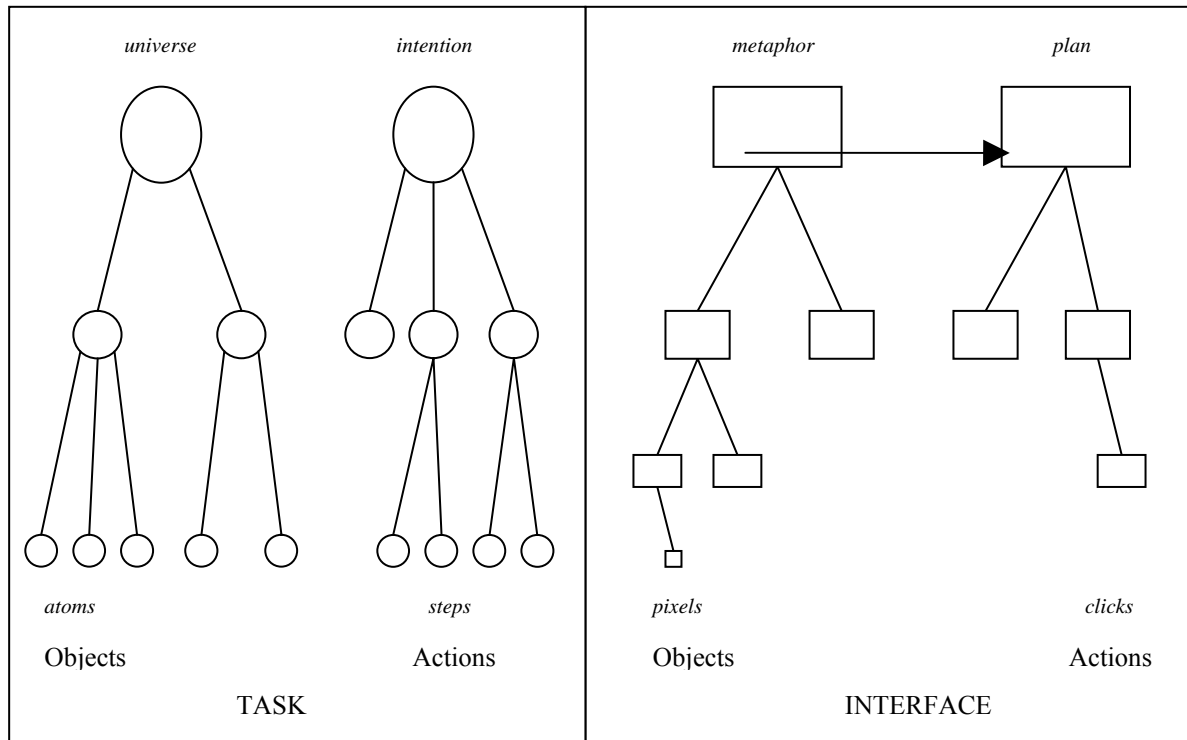 universe intention metaphor plan
atoms steps pixels clicks
Objects Actions Objects Actions
TASK INTERFACE